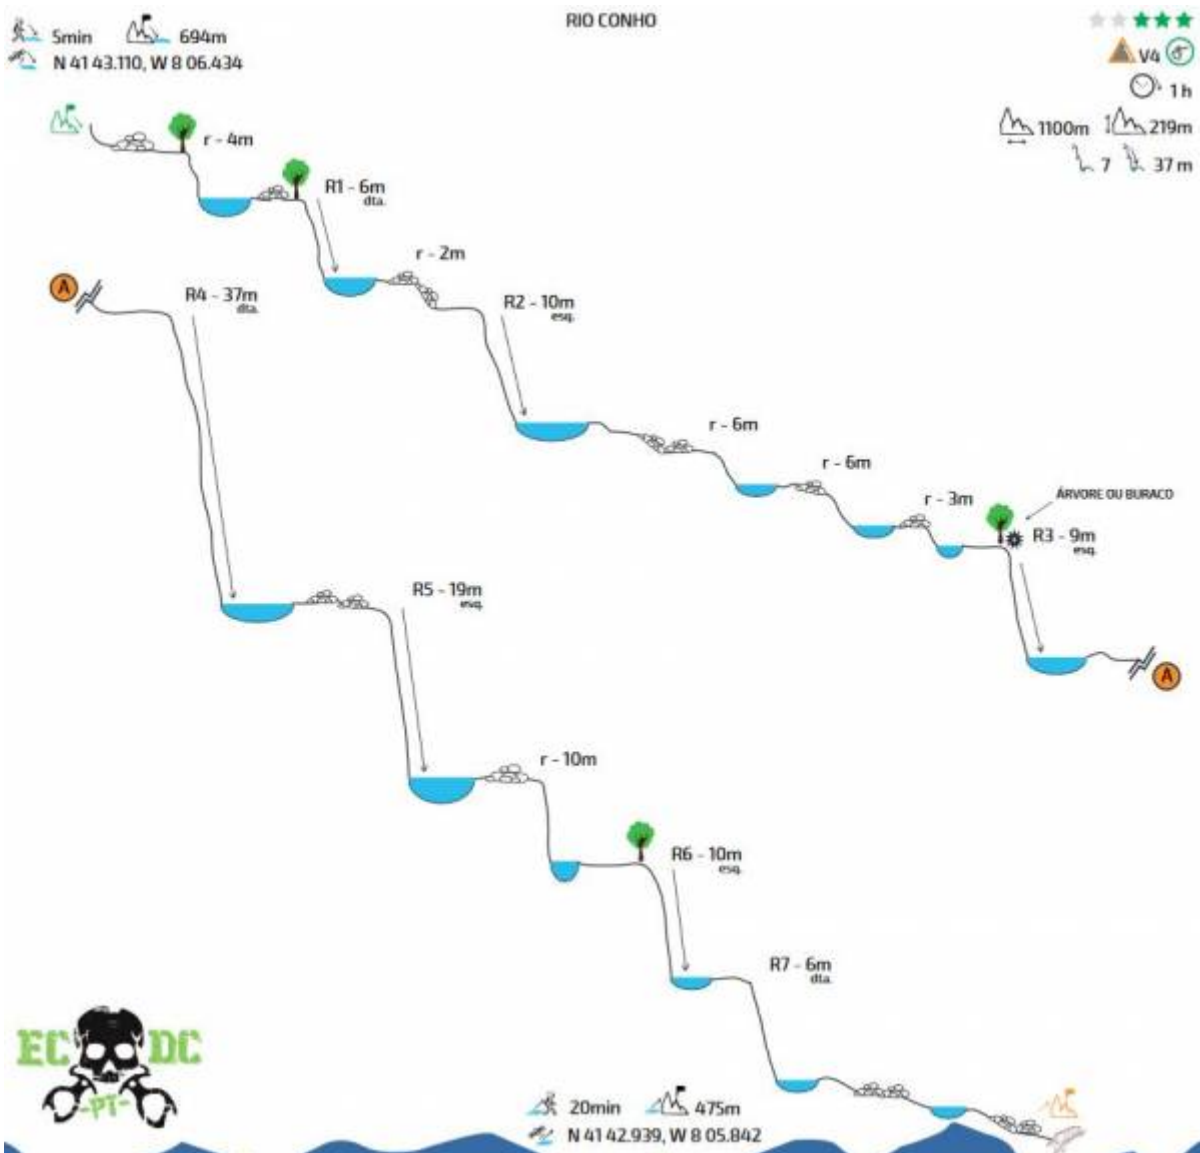 RIO CONHO
5min 694m
N 41 43.110, W 8 06.434
V4
1 h
1100m 219m
7 37 m
r - 4m
R1 - 6m
dta.
r - 2m
R2 - 10m
esq.
r - 6m
r - 6m
r - 3m
ÁRVORE OU BURACO
R3 - 9m
esq.
A
A
R4 - 37m
dta.
R5 - 19m
esq.
r - 10m
R6 - 10m
esq.
R7 - 6m
dta.
EC DC
-PT-
20min 475m
N 41 42.939, W 8 05.842